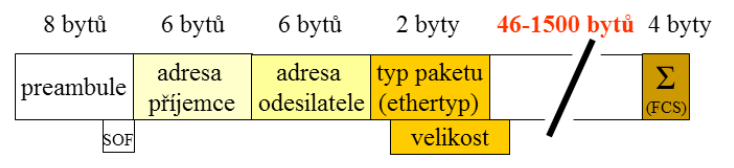 8 bytů 6 bytů 6 bytů 2 byty 46-1500 bytů 4 byty
preambule
adresa
příjemce
adresa
odesilatele
typ paketu
(ethertyp)
Σ
(FCS)
SOF
velikost